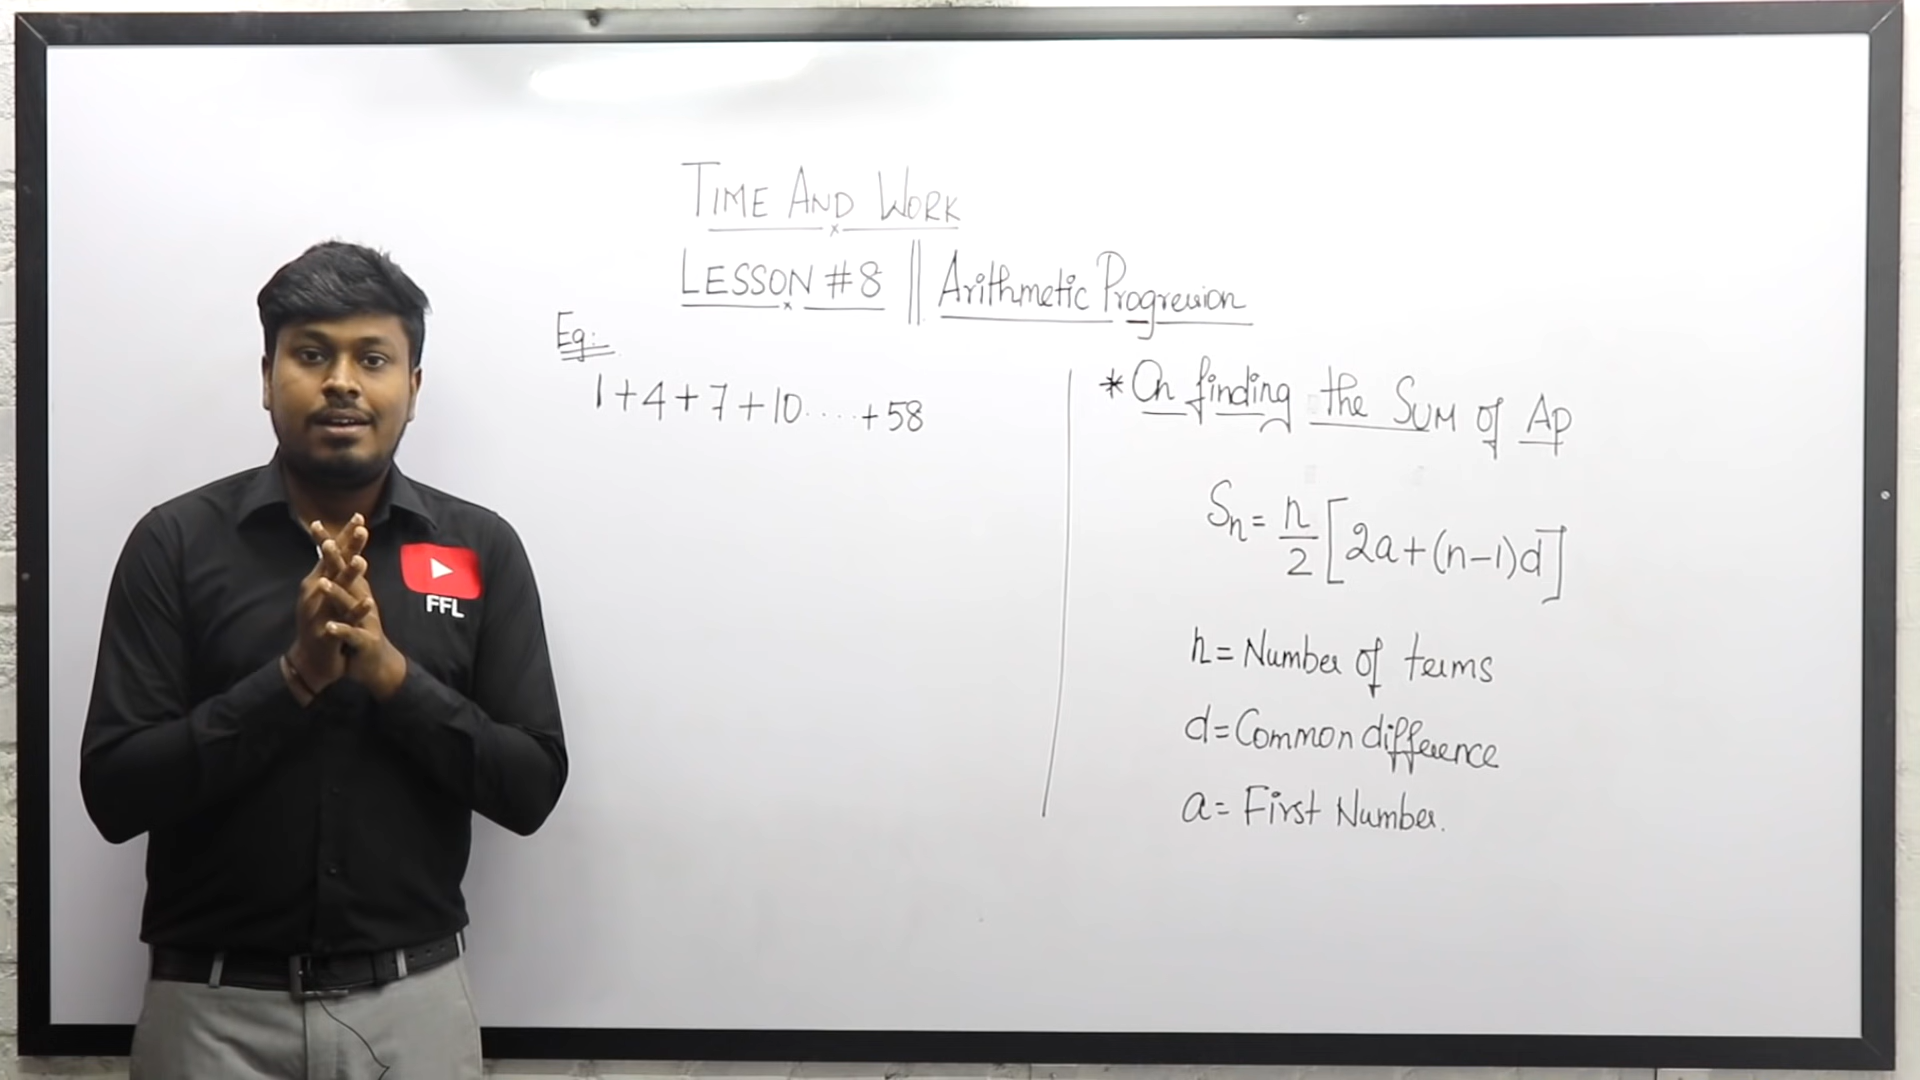 TIME AND WORK
LESSON #8 || Arithmetic Progression
Eg:
1+4+7+10.....+58
*On finding the SUM of AP
Sn= n/2 [2a+(n-1)d]
n= Number of terms
d=Common difference
a= First Number.
FFL